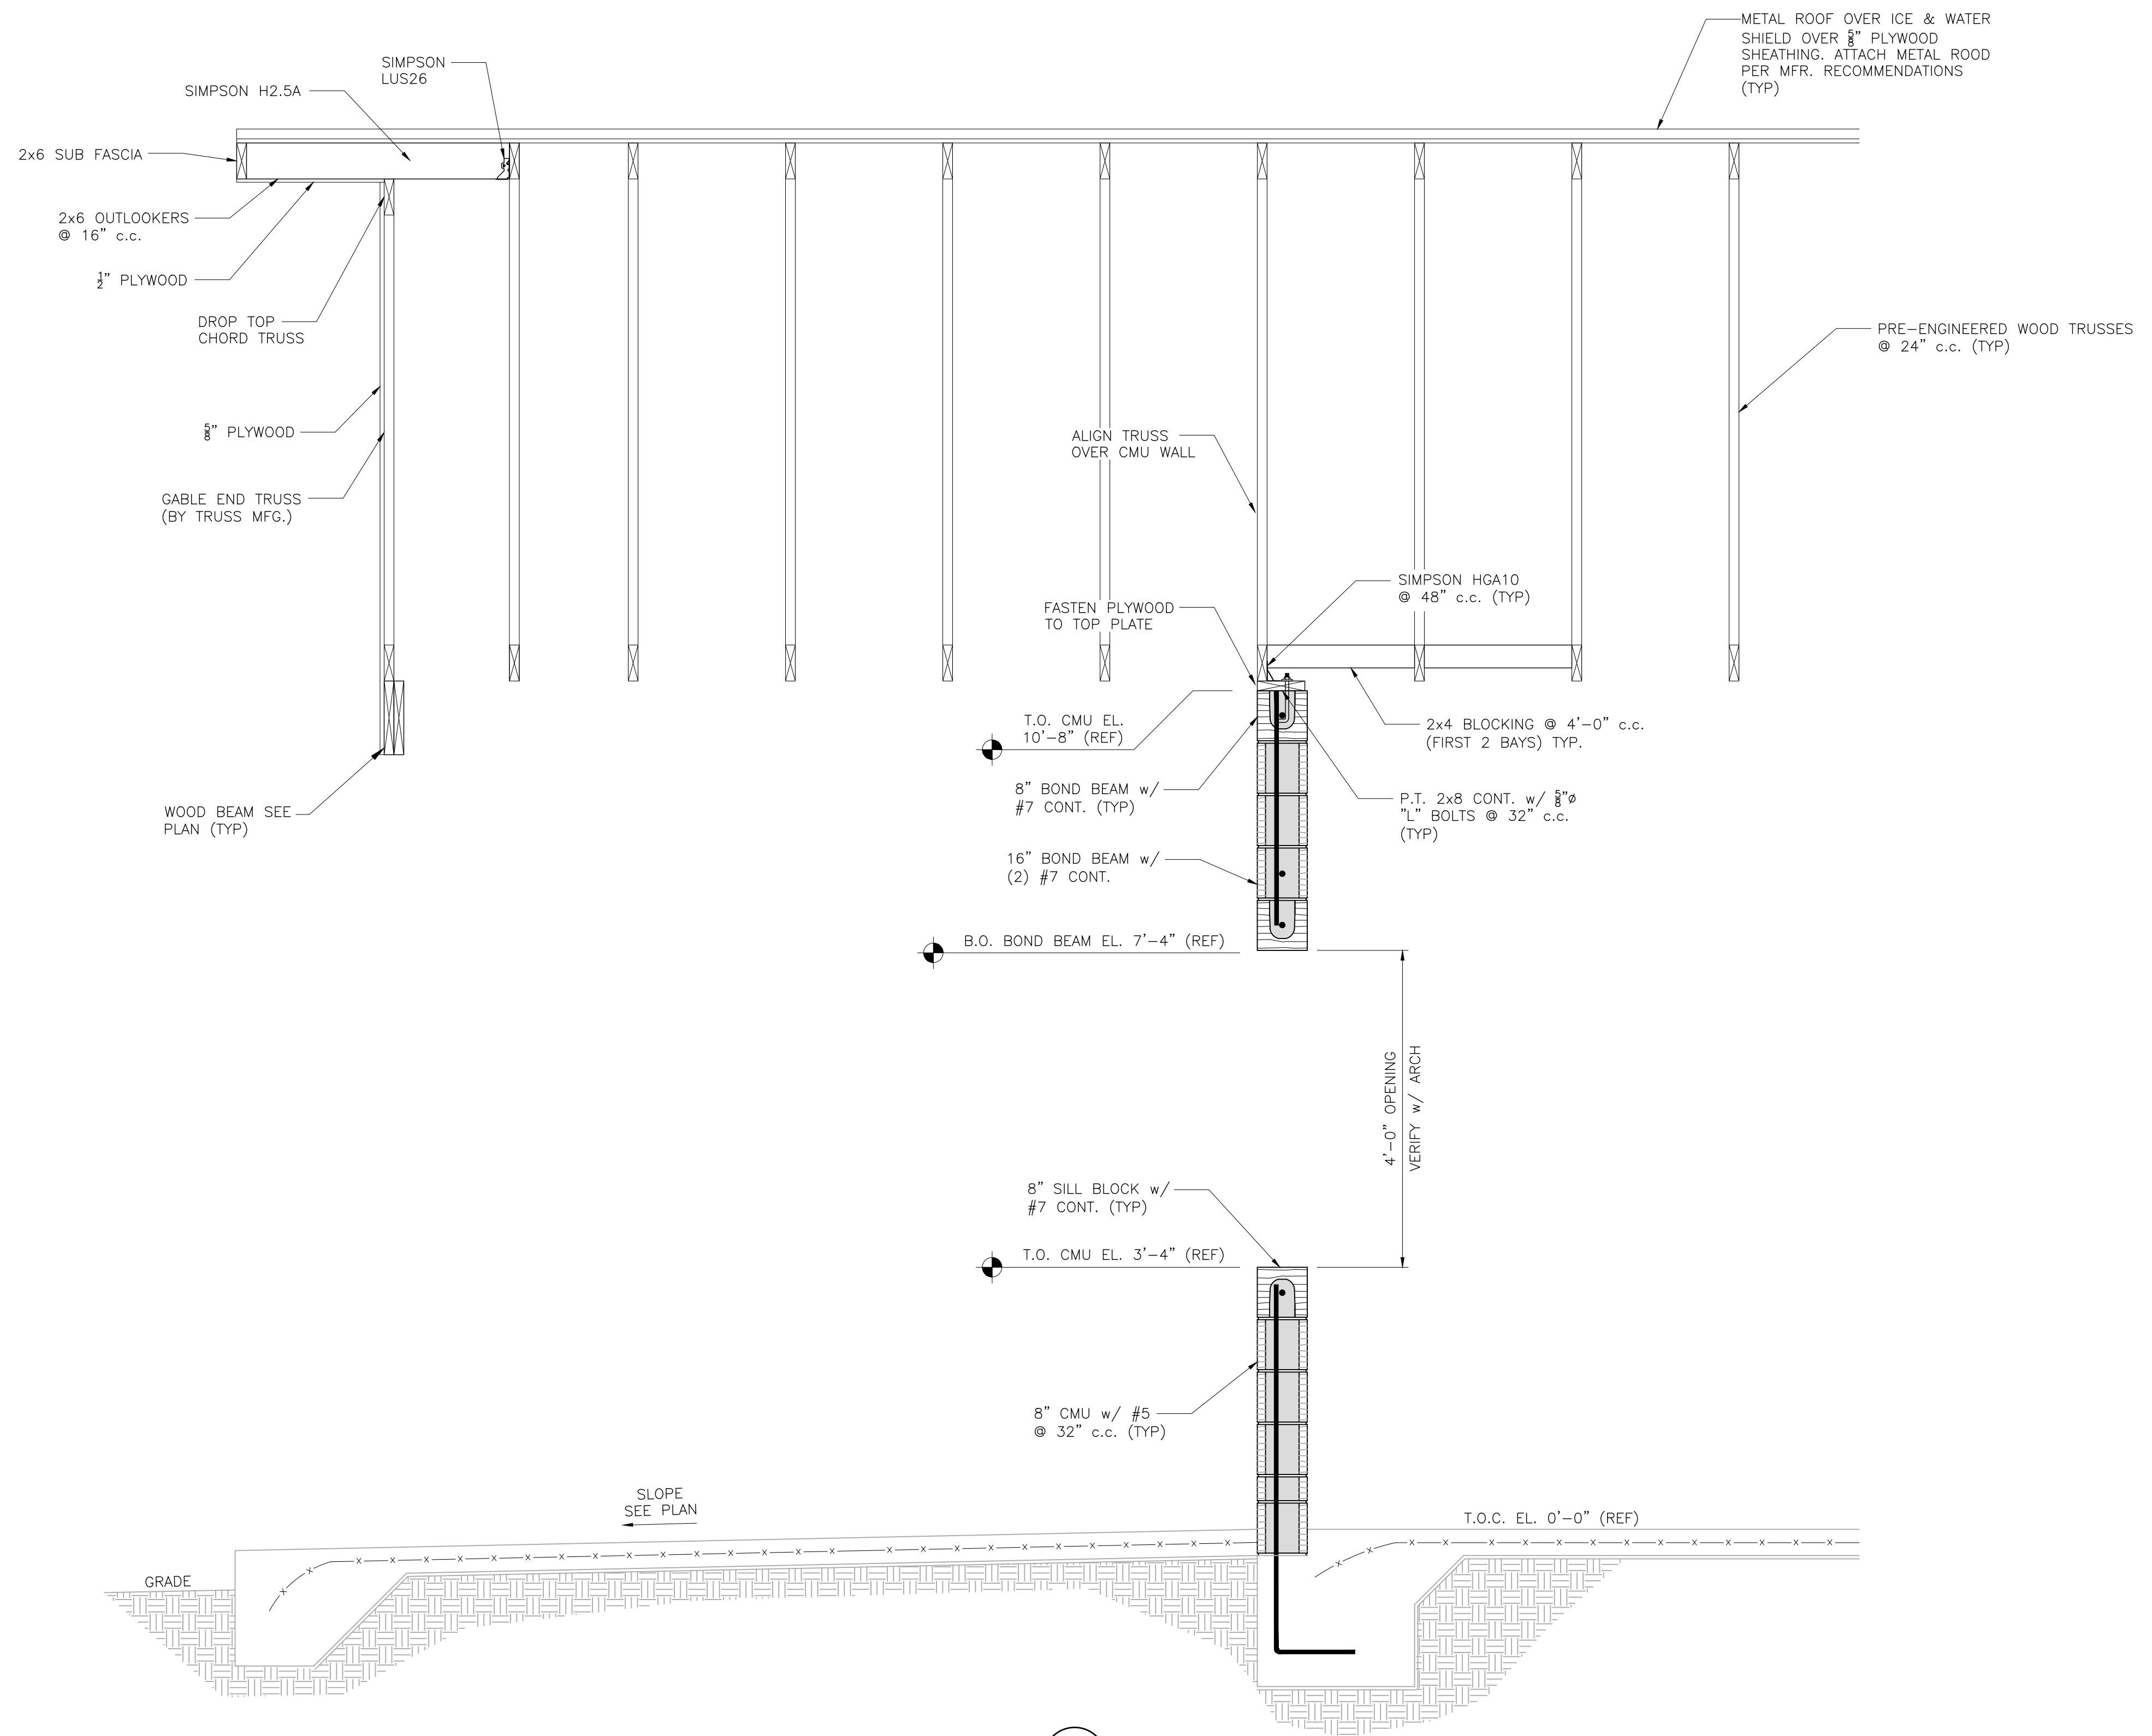 METAL ROOF OVER ICE & WATER
SHIELD OVER 5/8" PLYWOOD
SHEATHING. ATTACH METAL ROOD
PER MFR. RECOMMENDATIONS
(TYP)
SIMPSON
LUS26
SIMPSON H2.5A
2x6 SUB FASCIA
2x6 OUTLOOKERS
@ 16" c.c.
1/2" PLYWOOD
DROP TOP
CHORD TRUSS
PRE-ENGINEERED WOOD TRUSSES
@ 24" c.c. (TYP)
5/8" PLYWOOD
ALIGN TRUSS
OVER CMU WALL
GABLE END TRUSS
(BY TRUSS MFG.)
SIMPSON HGA10
@ 48" c.c. (TYP)
FASTEN PLYWOOD
TO TOP PLATE
T.O. CMU EL.
10'-8" (REF)
2x4 BLOCKING @ 4'-0" c.c.
(FIRST 2 BAYS) TYP.
8" BOND BEAM w/
#7 CONT. (TYP)
P.T. 2x8 CONT. w/ 5/8"ø
"L" BOLTS @ 32" c.c.
(TYP)
WOOD BEAM SEE
PLAN (TYP)
16" BOND BEAM w/
(2) #7 CONT.
B.O. BOND BEAM EL. 7'-4" (REF)
4'-0" OPENING
VERIFY w/ ARCH
8" SILL BLOCK w/
#7 CONT. (TYP)
T.O. CMU EL. 3'-4" (REF)
8" CMU w/ #5
@ 32" c.c. (TYP)
SLOPE
SEE PLAN
T.O.C. EL. 0'-0" (REF)
GRADE